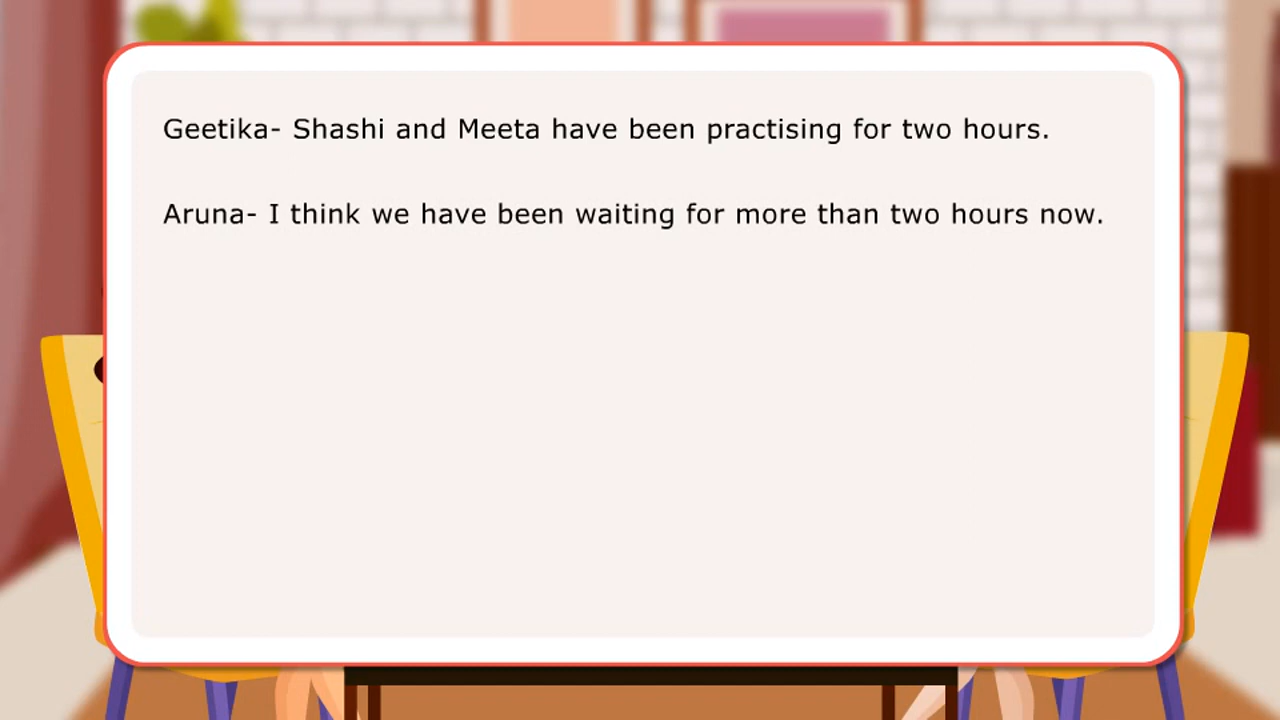 Geetika- Shashi and Meeta have been practising for two hours.
Aruna- I think we have been waiting for more than two hours now.